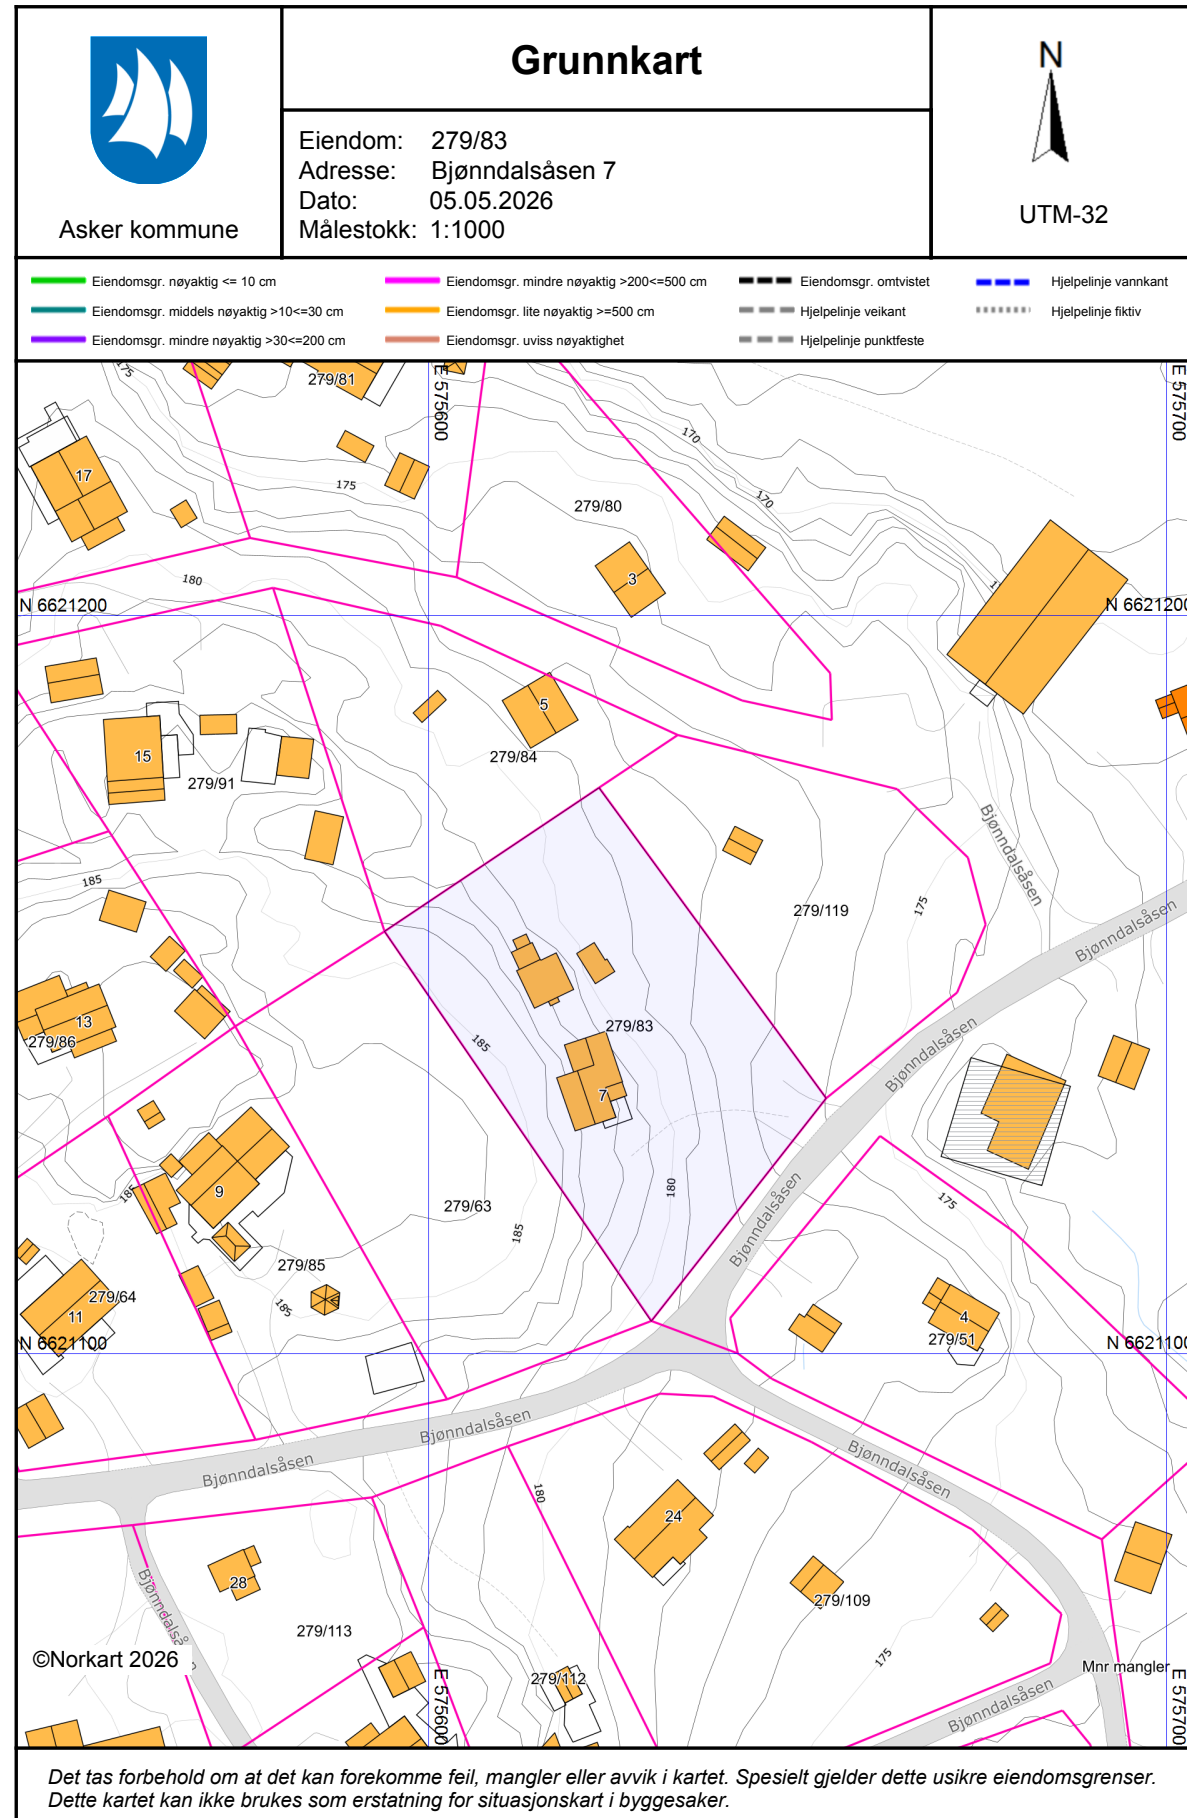 Grunnkart
Eiendom: 279/83
Adresse: Bjønndalsåsen 7
Dato: 05.05.2026
Målestokk: 1:1000
Asker kommune
N
UTM-32
Eiendomsgr. nøyaktig <= 10 cm
Eiendomsgr. middels nøyaktig >10<=30 cm
Eiendomsgr. mindre nøyaktig >30<=200 cm
Eiendomsgr. mindre nøyaktig >200<=500 cm
Eiendomsgr. lite nøyaktig >=500 cm
Eiendomsgr. uviss nøyaktighet
Eiendomsgr. omtvistet
Hjelpelinje veikant
Hjelpelinje punktfeste
Hjelpelinje vannkant
Hjelpelinje fiktiv
175
279/81
E 575600
E 575700
170
17
175
170
279/80
3
180
N 6621200
N 6621200
5
15
279/84
279/91
Bjønndalsåsen
185
175
279/119
Bjønndalsåsen
13
279/86
279/83
185
Bjønndalsåsen
7
9
185
180
175
279/63
185
Bjønndalsåsen
279/85
279/64
185
11
4
279/51
N 6621100
N 6621100
Bjønndalsåsen
Bjønndalsåsen
Bjønndalsåsen
180
24
28
Bjønndalså
279/109
279/113
175
©Norkart 2026
279/112
Mnr mangler
E 575600
E 575700
Bjønndalsåsen
Det tas forbehold om at det kan forekomme feil, mangler eller avvik i kartet. Spesielt gjelder dette usikre eiendomsgrenser.
Dette kartet kan ikke brukes som erstatning for situasjonskart i byggesaker.